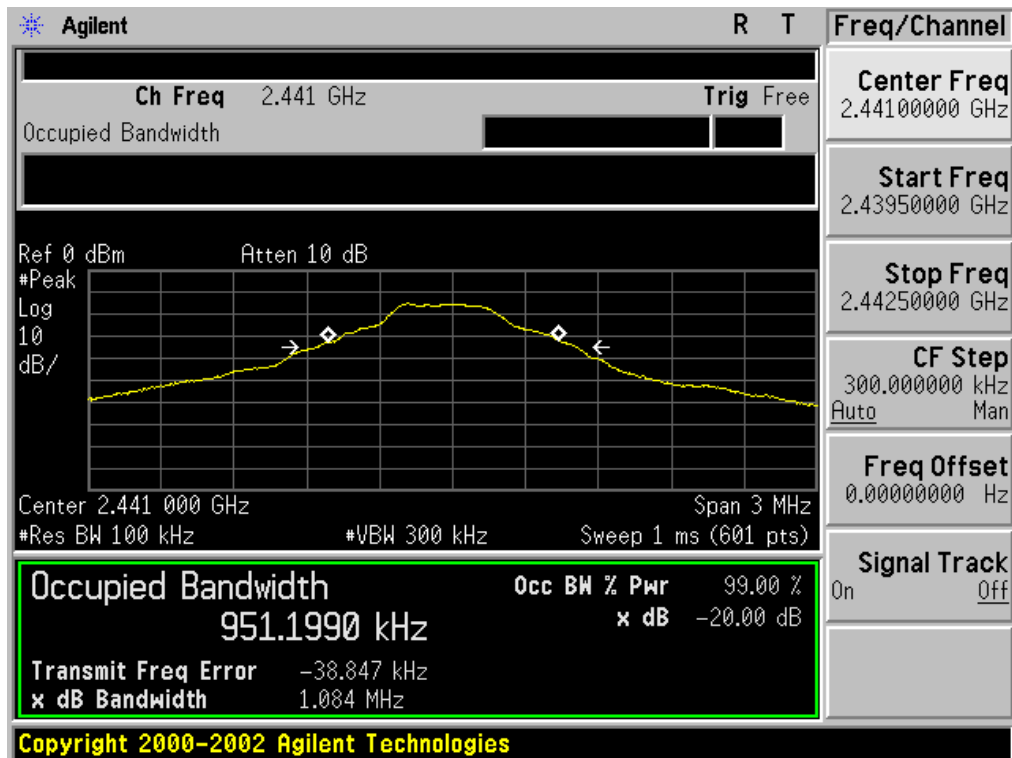 Agilent R T Freq/Channel
Ch Freq 2.441 GHz Trig Free
Occupied Bandwidth
Center Freq
2.44100000 GHz
Start Freq
2.43950000 GHz
Stop Freq
2.44250000 GHz
CF Step
300.000000 kHz
Auto Man
Freq Offset
0.00000000 Hz
Signal Track
On Off
Ref 0 dBm Atten 10 dB
#Peak
Log
10
dB/
Center 2.441 000 GHz Span 3 MHz
#Res BW 100 kHz #VBW 300 kHz Sweep 1 ms (601 pts)
Occupied Bandwidth
951.1990 kHz
Occ BW % Pwr 99.00 %
x dB -20.00 dB
Transmit Freq Error -38.847 kHz
x dB Bandwidth 1.084 MHz
Copyright 2000-2002 Agilent Technologies